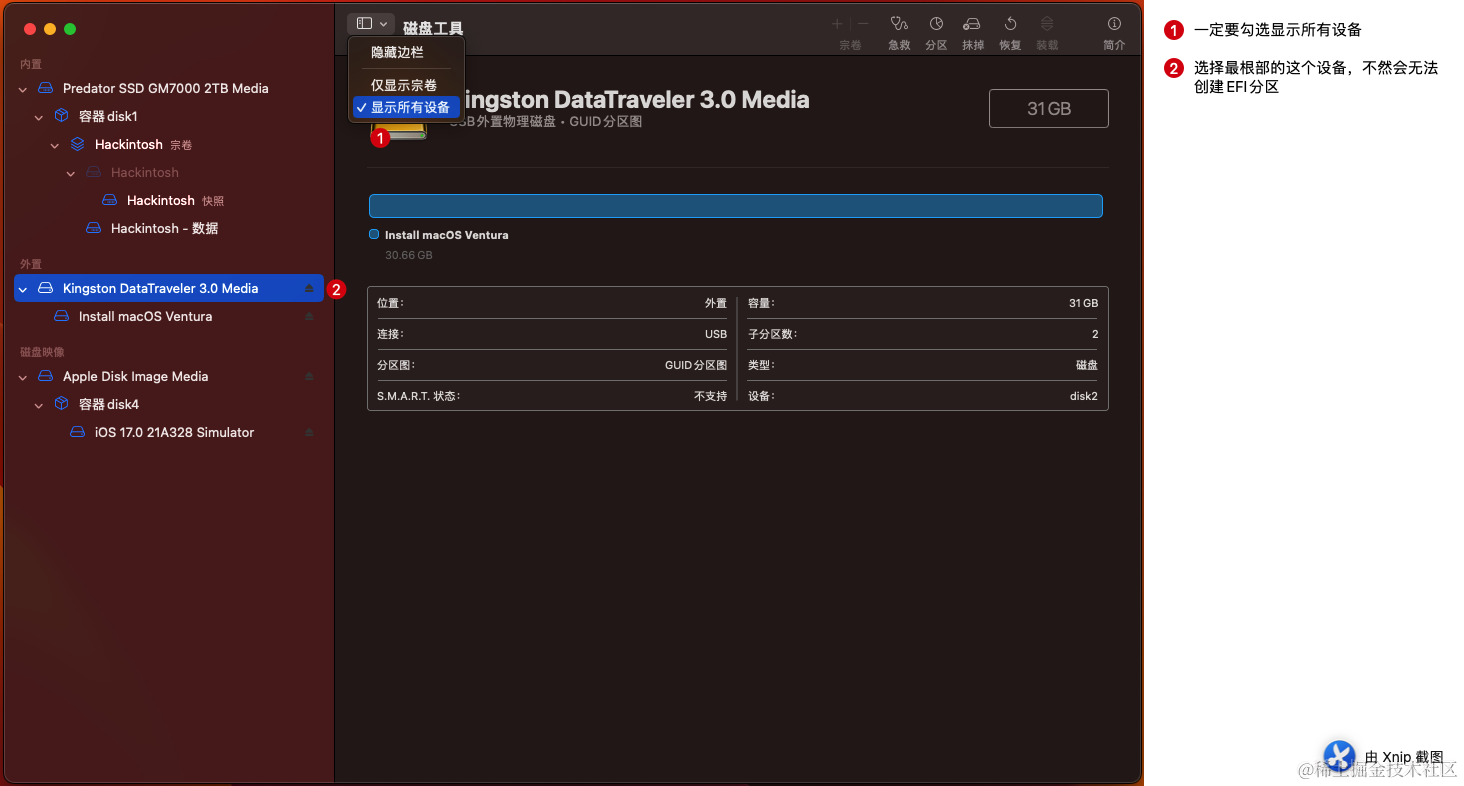 磁盘工具
宗卷 急救 分区 抹掉 恢复 装载 简介
隐藏边栏
仅显示宗卷
✓ 显示所有设备
1
内置
Predator SSD GM7000 2TB Media
容器 disk1
Hackintosh 宗卷
Hackintosh
Hackintosh 快照
Hackintosh - 数据
外置
Kingston DataTraveler 3.0 Media
2
Install macOS Ventura
磁盘映像
Apple Disk Image Media
容器 disk4
iOS 17.0 21A328 Simulator
ingston DataTraveler 3.0 Media
SB 外置物理磁盘 • GUID 分区图
31 GB
Install macOS Ventura
30.66 GB
位置: 外置
容量: 31 GB
连接: USB
子分区数: 2
分区图: GUID 分区图
类型: 磁盘
S.M.A.R.T. 状态: 不支持
设备: disk2
1 一定要勾选显示所有设备
2 选择最根部的这个设备，不然会无法
创建 EFI 分区
由 Xnip 截图
@稀土掘金技术社区